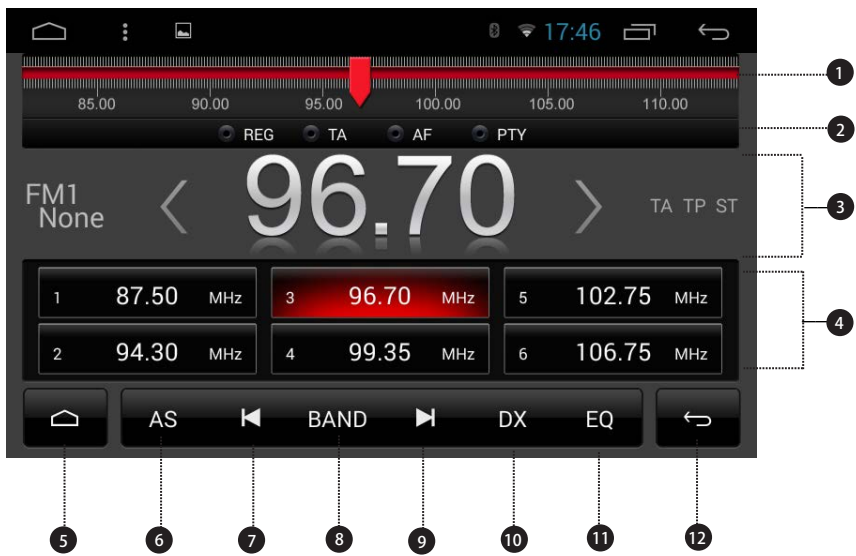 17:46
1
85.00 90.00 95.00 100.00 105.00 110.00
REG TA AF PTY
2
FM1
None
96.70
TA TP ST
3
1 87.50 MHz 3 96.70 MHz 5 102.75 MHz
2 94.30 MHz 4 99.35 MHz 6 106.75 MHz
4
AS BAND DX EQ
5 6 7 8 9 10 11 12